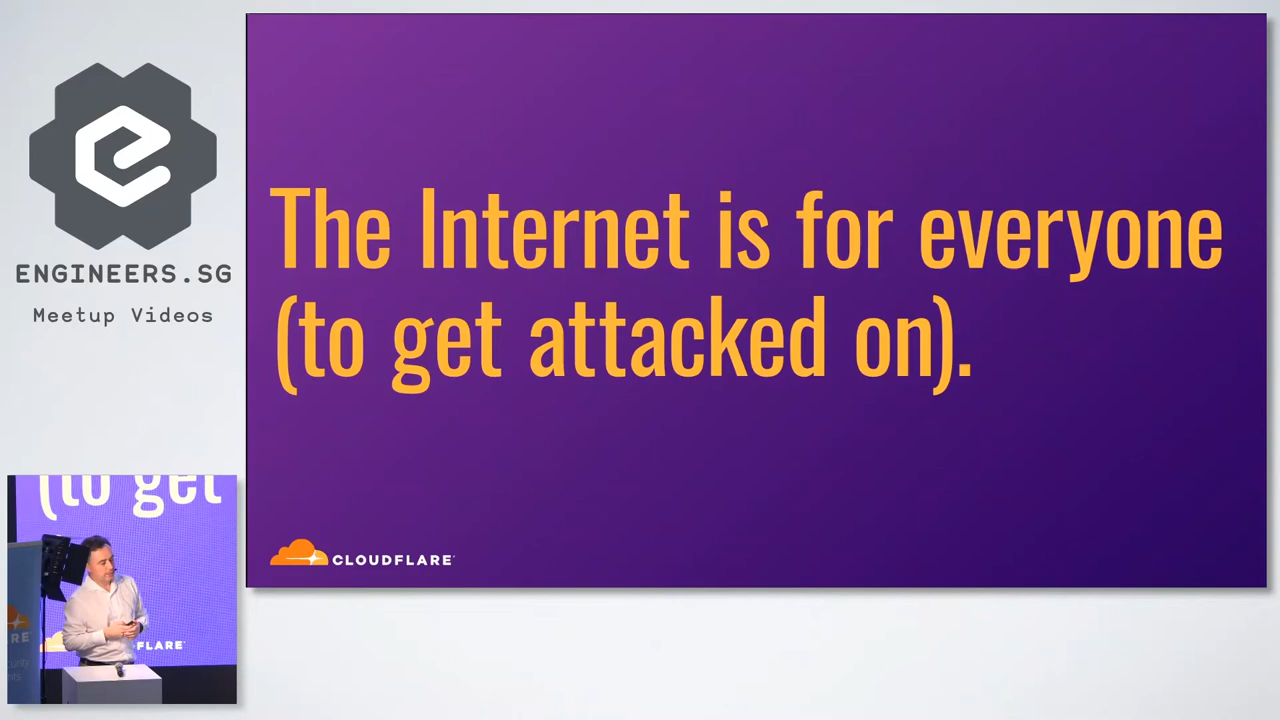 ENGINEERS.SG
Meetup Videos
The Internet is for everyone
(to get attacked on).
CLOUDFLARE
(to get
FLARE